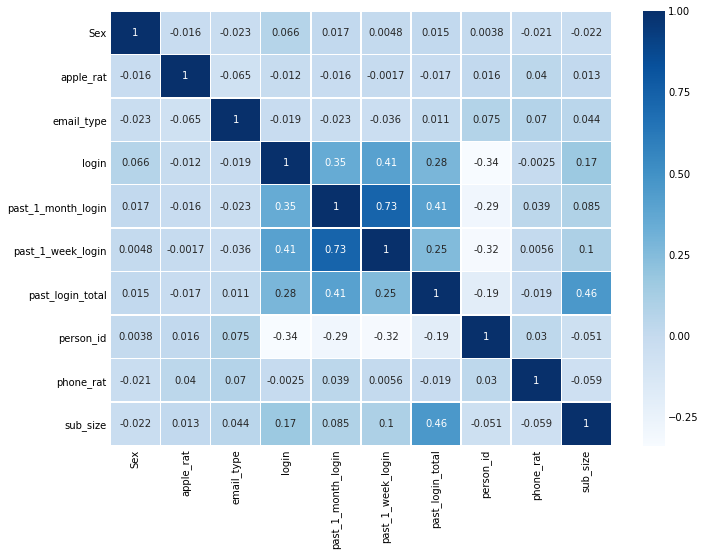 Sex 1 -0.016 -0.023 0.066 0.017 0.0048 0.015 0.0038 -0.021 -0.022
apple_rat -0.016 1 -0.065 -0.012 -0.016 -0.0017 -0.017 0.016 0.04 0.013
email_type -0.023 -0.065 1 -0.019 -0.023 -0.036 0.011 0.075 0.07 0.044
login 0.066 -0.012 -0.019 1 0.35 0.41 0.28 -0.34 -0.0025 0.17
past_1_month_login 0.017 -0.016 -0.023 0.35 1 0.73 0.41 -0.29 0.039 0.085
past_1_week_login 0.0048 -0.0017 -0.036 0.41 0.73 1 0.25 -0.32 0.0056 0.1
past_login_total 0.015 -0.017 0.011 0.28 0.41 0.25 1 -0.19 -0.019 0.46
person_id 0.0038 0.016 0.075 -0.34 -0.29 -0.32 -0.19 1 0.03 -0.051
phone_rat -0.021 0.04 0.07 -0.0025 0.039 0.0056 -0.019 0.03 1 -0.059
sub_size -0.022 0.013 0.044 0.17 0.085 0.1 0.46 -0.051 -0.059 1
Sex
apple_rat
email_type
login
past_1_month_login
past_1_week_login
past_login_total
person_id
phone_rat
sub_size
1.00
0.75
0.50
0.25
0.00
-0.25